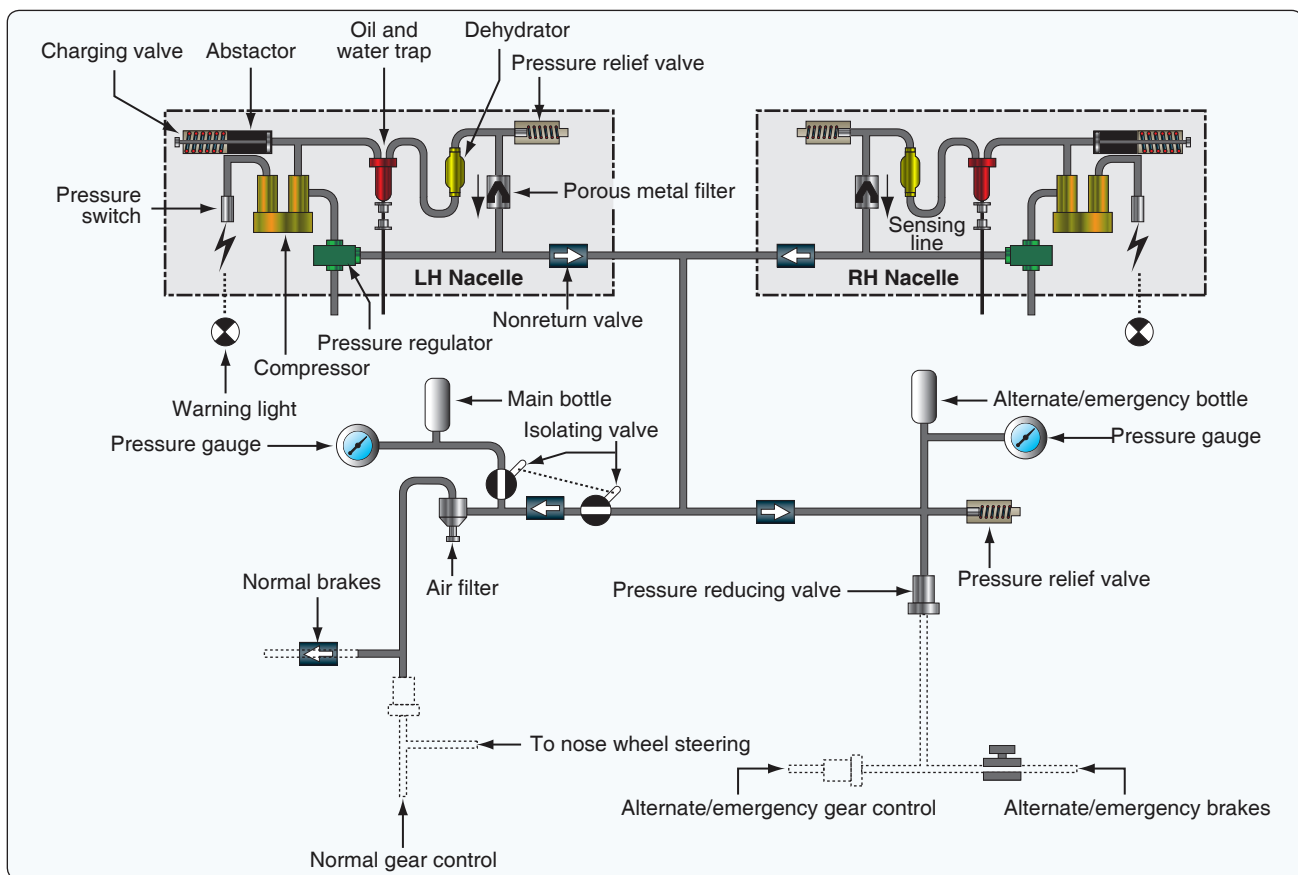 Charging valve
Abstactor
Oil and
water trap
Dehydrator
Pressure relief valve
Pressure
switch
Porous metal filter
Sensing
line
LH Nacelle
RH Nacelle
Nonreturn valve
Pressure regulator
Compressor
Warning light
Main bottle
Alternate/emergency bottle
Pressure gauge
Isolating valve
Pressure gauge
Normal brakes
Air filter
Pressure reducing valve
Pressure relief valve
To nose wheel steering
Alternate/emergency gear control
Alternate/emergency brakes
Normal gear control